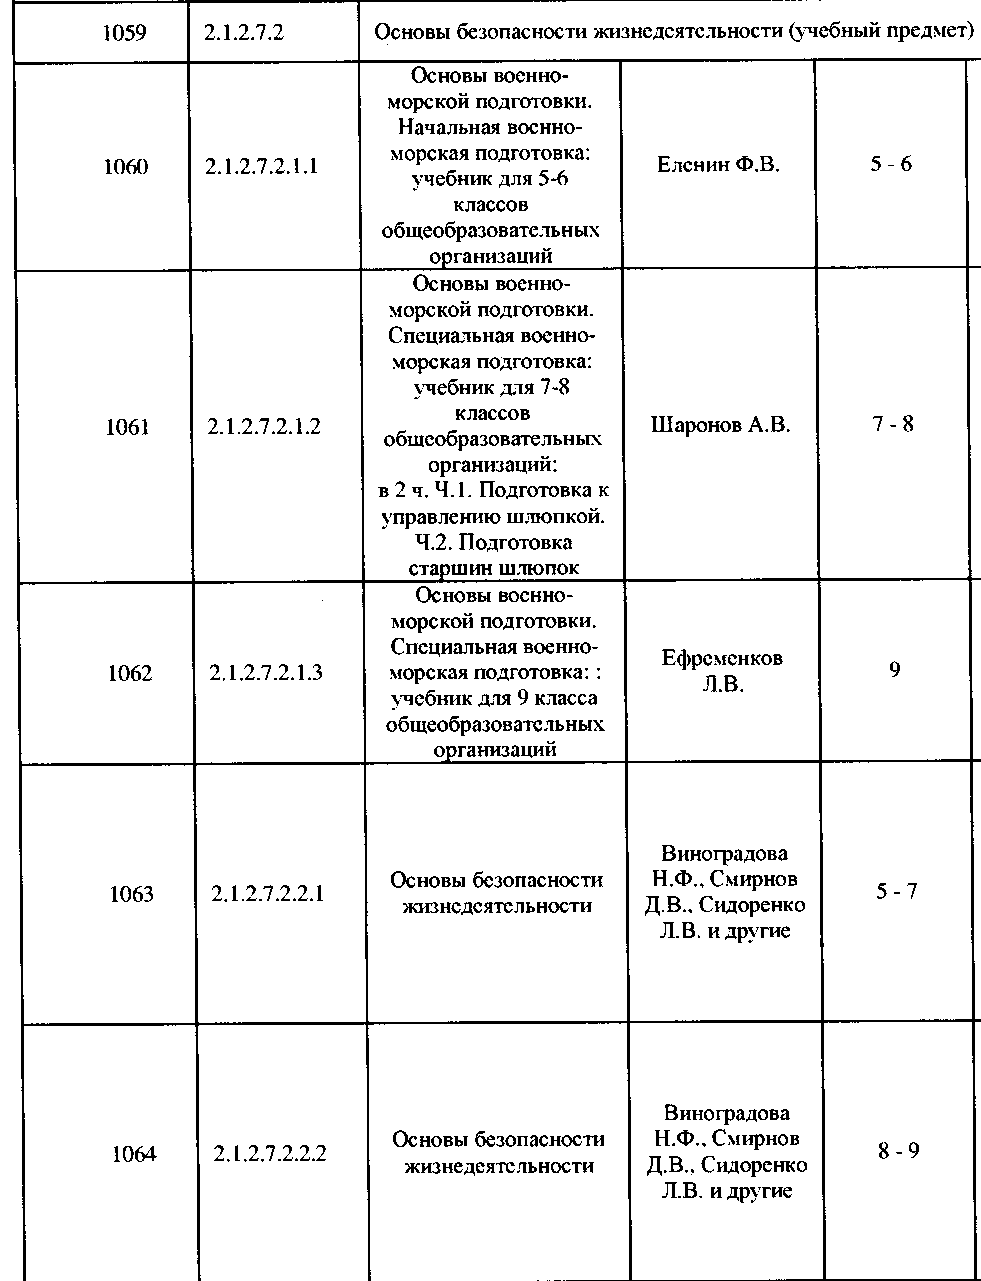 1059 2.1.2.7.2 Основы безопасности жизнедеятельности (учебный предмет)
1060 2.1.2.7.2.1.1
Основы военно-
морской подготовки.
Начальная военно-
морская подготовка:
учебник для 5-6
классов
общеобразовательных
организаций
Еленин Ф.В.
5 - 6
1061 2.1.2.7.2.1.2
Основы военно-
морской подготовки.
Специальная военно-
морская подготовка:
учебник для 7-8
классов
общеобразовательных
организаций:
в 2 ч. Ч.1. Подготовка к
управлению шлюпкой.
Ч.2. Подготовка
старшин шлюпок
Шаронов А.В.
7 - 8
1062 2.1.2.7.2.1.3
Основы военно-
морской подготовки.
Специальная военно-
морская подготовка: :
учебник для 9 класса
общеобразовательных
организаций
Ефременков
Л.В.
9
1063 2.1.2.7.2.2.1
Основы безопасности
жизнедеятельности
Виноградова
Н.Ф., Смирнов
Д.В., Сидоренко
Л.В. и другие
5 - 7
1064 2.1.2.7.2.2.2
Основы безопасности
жизнедеятельности
Виноградова
Н.Ф., Смирнов
Д.В., Сидоренко
Л.В. и другие
8 - 9